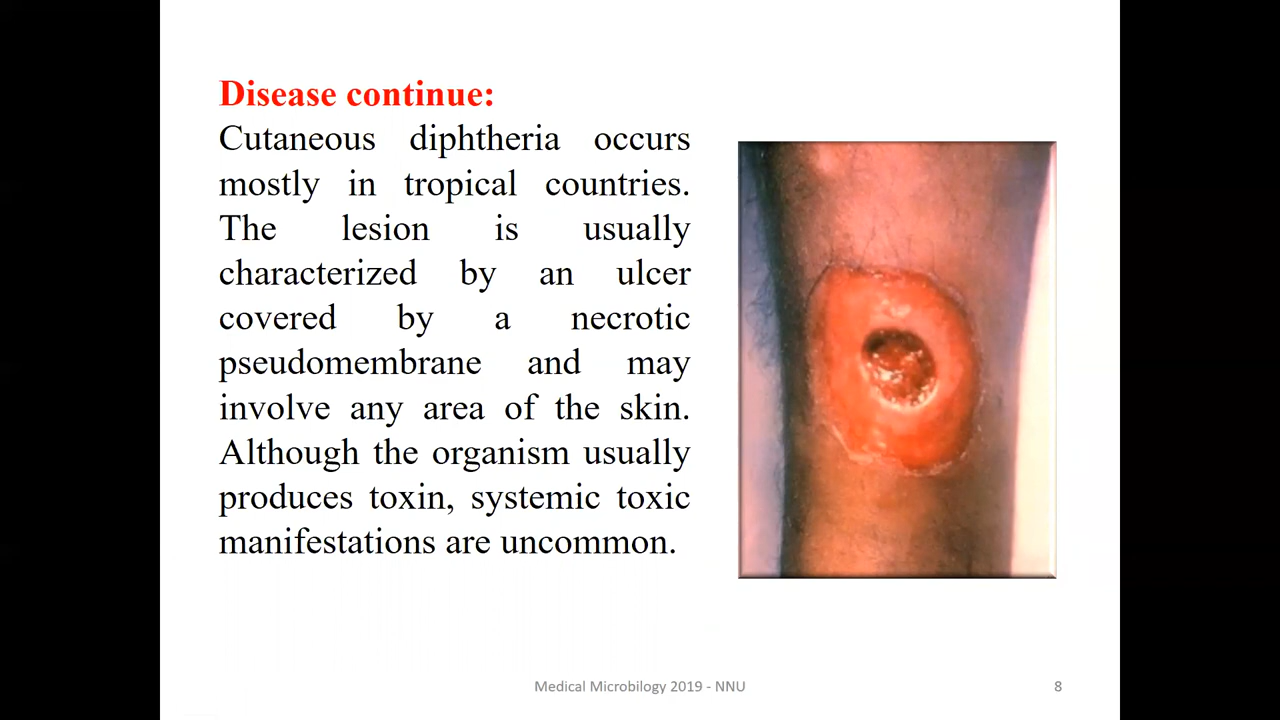 Disease continue:
Cutaneous diphtheria occurs
mostly in tropical countries.
The lesion is usually
characterized by an ulcer
covered by a necrotic
pseudomembrane and may
involve any area of the skin.
Although the organism usually
produces toxin, systemic toxic
manifestations are uncommon.
Medical Microbilogy 2019 - NNU
8